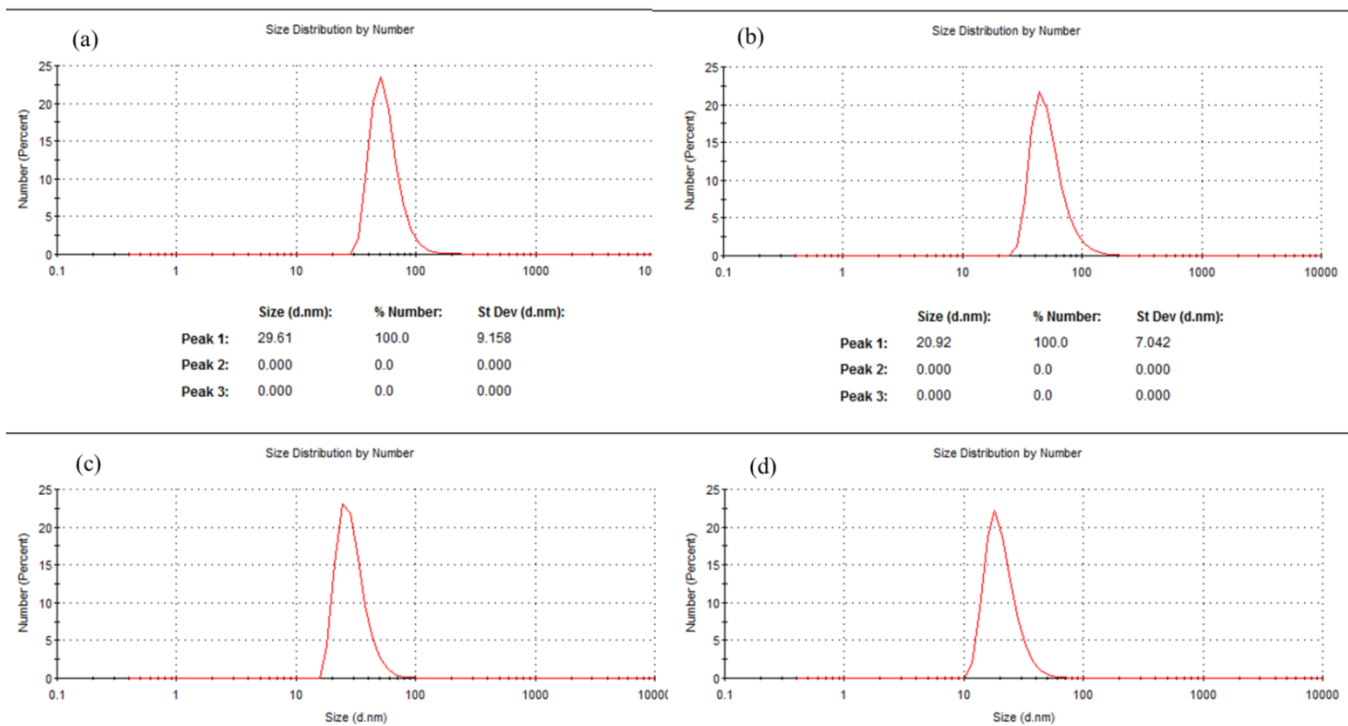 (a)
Size Distribution by Number
Number (Percent)
25
20
15
10
5
0
0.1 1 10 100 1000 10
Size (d.nm): % Number: St Dev (d.nm):
Peak 1: 29.61 100.0 9.158
Peak 2: 0.000 0.0 0.000
Peak 3: 0.000 0.0 0.000
(b)
Size Distribution by Number
Number (Percent)
25
20
15
10
5
0
0.1 1 10 100 1000 10000
Size (d.nm): % Number: St Dev (d.nm):
Peak 1: 20.92 100.0 7.042
Peak 2: 0.000 0.0 0.000
Peak 3: 0.000 0.0 0.000
(c)
Size Distribution by Number
Number (Percent)
25
20
15
10
5
0
0.1 1 10 100 1000 10000
Size (d.nm)
(d)
Size Distribution by Number
Number (Percent)
25
20
15
10
5
0
0.1 1 10 100 1000 10000
Size (d.nm)